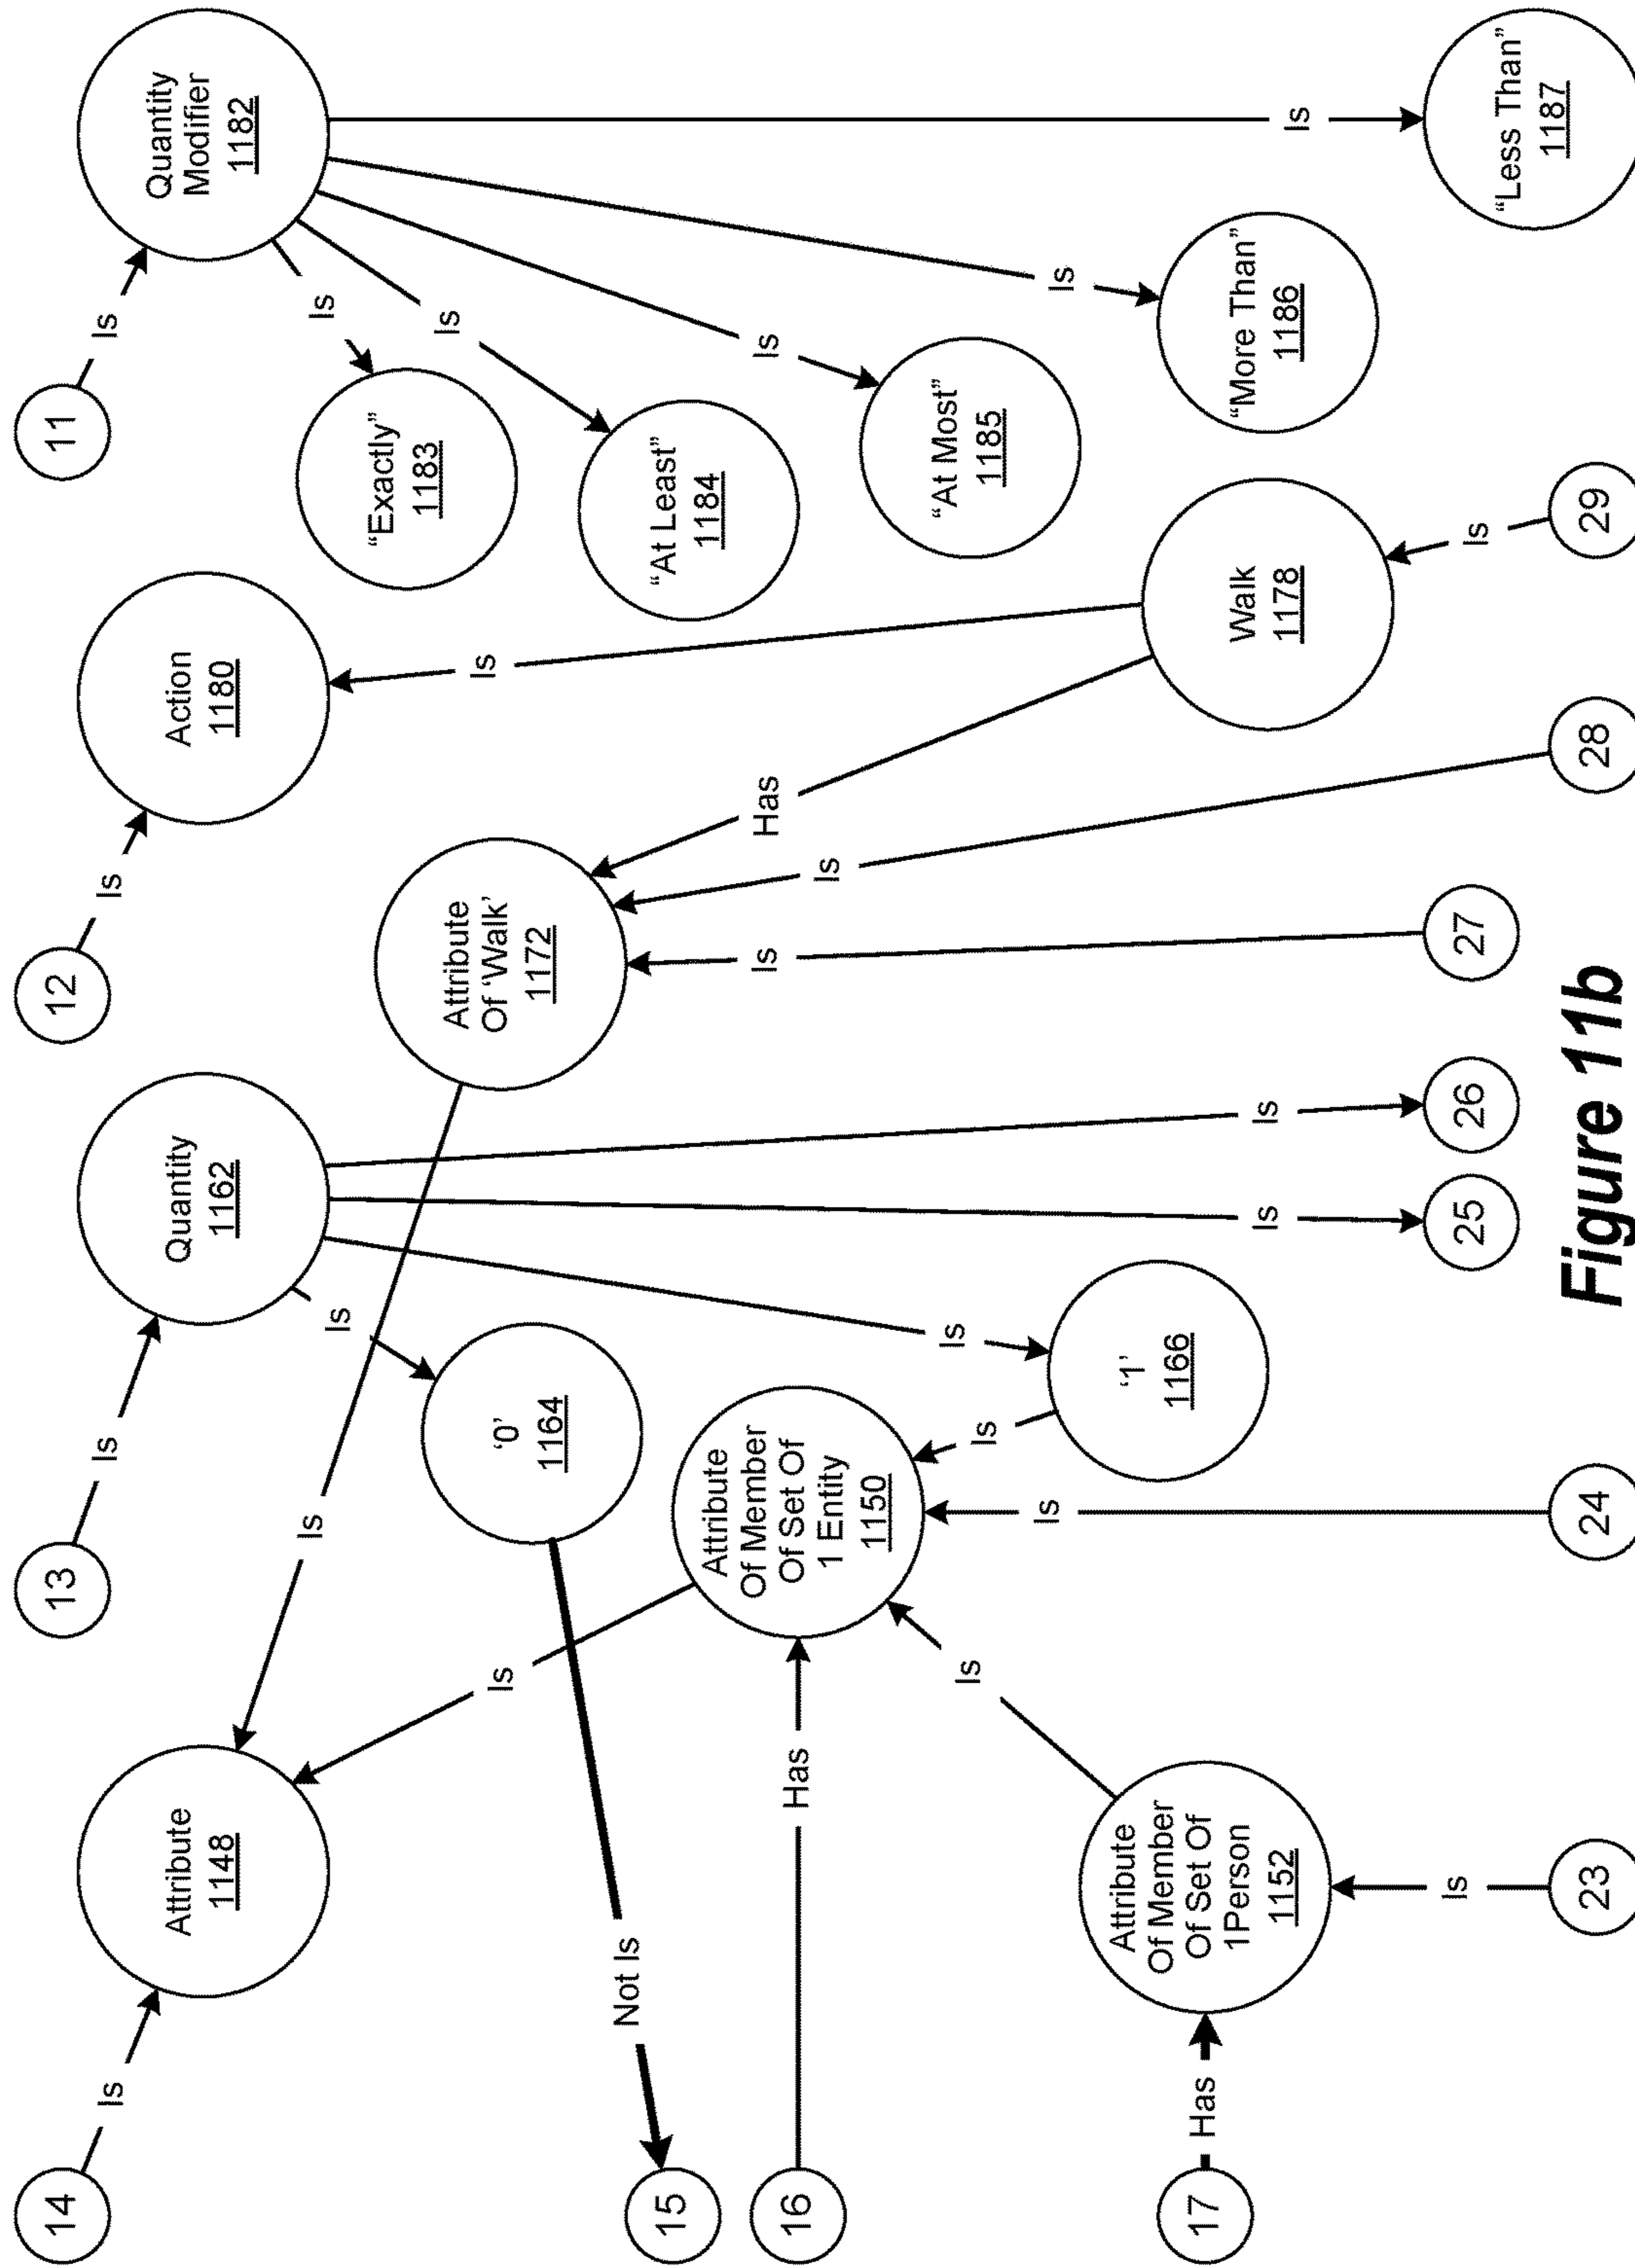 14
Is
Attribute
1148
13
Is
Quantity
1162
12
Is
Action
1180
11
Is
Quantity
Modifier
1182
Is
Is
'0'
1164
Is
Attribute
Of 'Walk'
1172
Is
"Exactly"
1183
Is
"At Least"
1184
Is
15
Not Is
Is
16
Has
Attribute
Of Member
Of Set Of
1 Entity
1150
Is
Is
Has
Is
"At Most"
1185
Is
Is
Is
Is
'1'
1166
17
Has
Attribute
Of Member
Of Set Of
1Person
1152
Walk
1178
Is
"More Than"
1186
Is
Is
Is
25
26
27
Is
Is
Is
"Less Than"
1187
23
24
28
29
Figure 11b